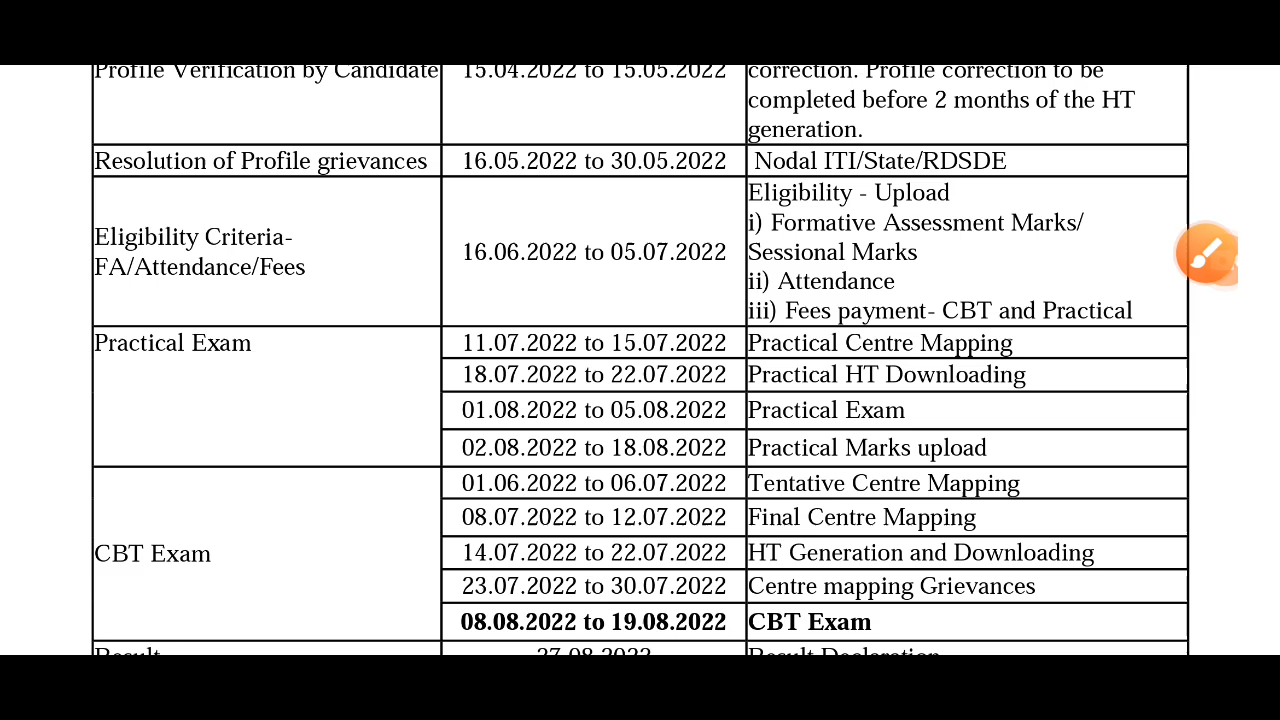 Profile Verification by Candidate 15.04.2022 to 15.05.2022 correction. Profile correction to be
completed before 2 months of the HT
generation.
Resolution of Profile grievances 16.05.2022 to 30.05.2022 Nodal ITI/State/RDSDE
Eligibility Criteria-
FA/Attendance/Fees
16.06.2022 to 05.07.2022
Eligibility - Upload
i) Formative Assessment Marks/
Sessional Marks
ii) Attendance
iii) Fees payment- CBT and Practical
Practical Exam 11.07.2022 to 15.07.2022 Practical Centre Mapping
18.07.2022 to 22.07.2022 Practical HT Downloading
01.08.2022 to 05.08.2022 Practical Exam
02.08.2022 to 18.08.2022 Practical Marks upload
CBT Exam
01.06.2022 to 06.07.2022 Tentative Centre Mapping
08.07.2022 to 12.07.2022 Final Centre Mapping
14.07.2022 to 22.07.2022 HT Generation and Downloading
23.07.2022 to 30.07.2022 Centre mapping Grievances
08.08.2022 to 19.08.2022 CBT Exam
Result 27.08.2022 Result Declaration